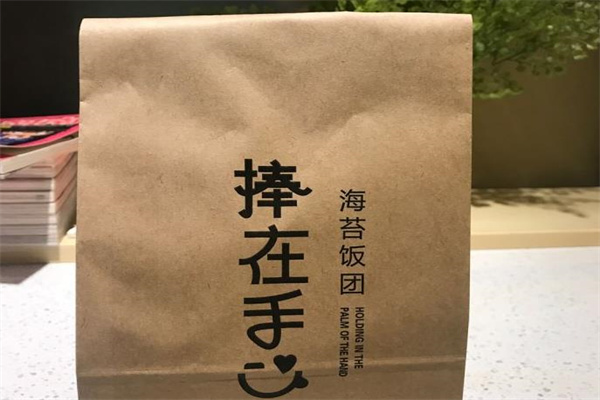 捧在手心
海苔饭团
HOLDING IN THE
PALM OF THE HAND